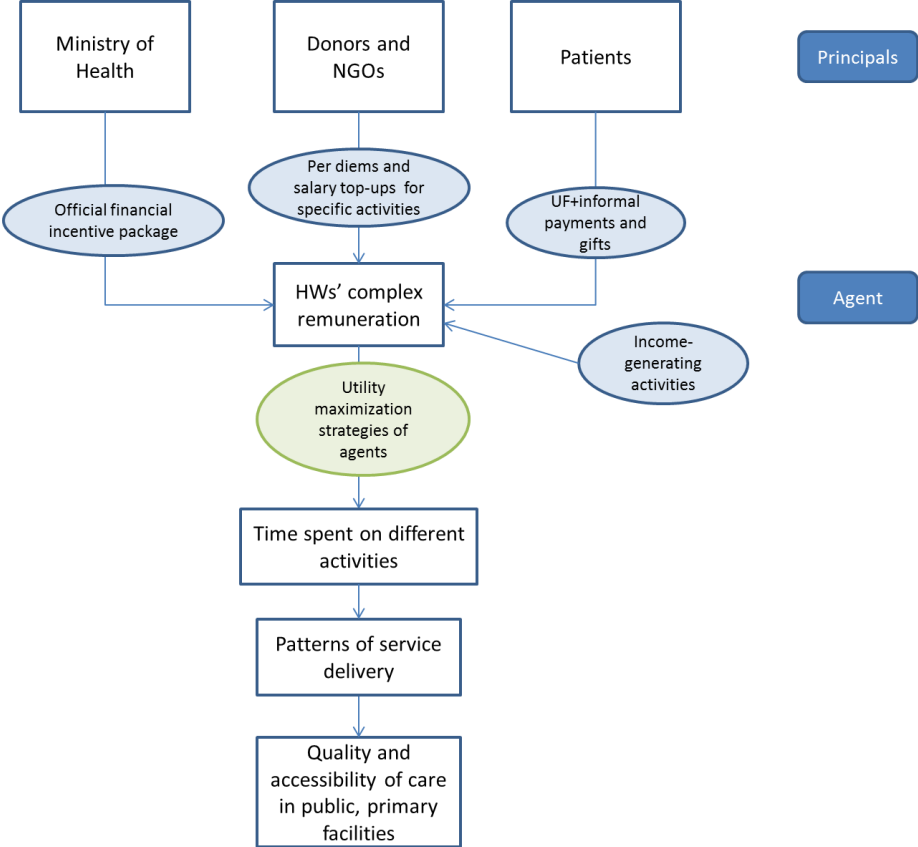 Ministry of
Health
Donors and
NGOs
Patients
Principals
Per diems and
salary top-ups for
specific activities
Official financial
incentive package
UF+informal
payments and
gifts
HWs’ complex
remuneration
Agent
Income-
generating
activities
Utility
maximization
strategies of
agents
Time spent on different
activities
Patterns of service
delivery
Quality and
accessibility of care
in public, primary
facilities